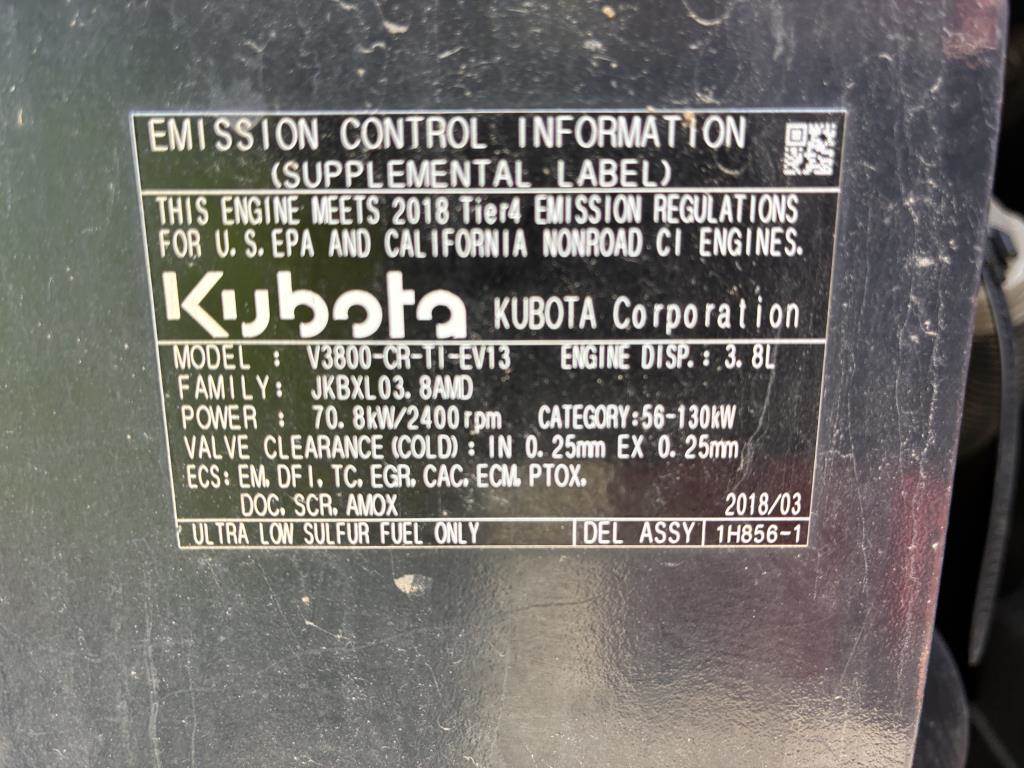 EMISSION CONTROL INFORMATION
(SUPPLEMENTAL LABEL)
THIS ENGINE MEETS 2018 Tier4 EMISSION REGULATIONS
FOR U.S.EPA AND CALIFORNIA NONROAD CI ENGINES.
Kubota KUBOTA Corporation
MODEL : V3800-CR-TI-EV13 ENGINE DISP.: 3.8L
FAMILY: JKBXL03.8AMD
POWER : 70.8kW/2400rpm CATEGORY:56-130kW
VALVE CLEARANCE(COLD): IN 0.25mm EX 0.25mm
ECS: EM, DFI, TC, EGR, CAC, ECM, PTOX,
DOC, SCR, AMOX 2018/03
ULTRA LOW SULFUR FUEL ONLY DEL ASSY 1H856-1